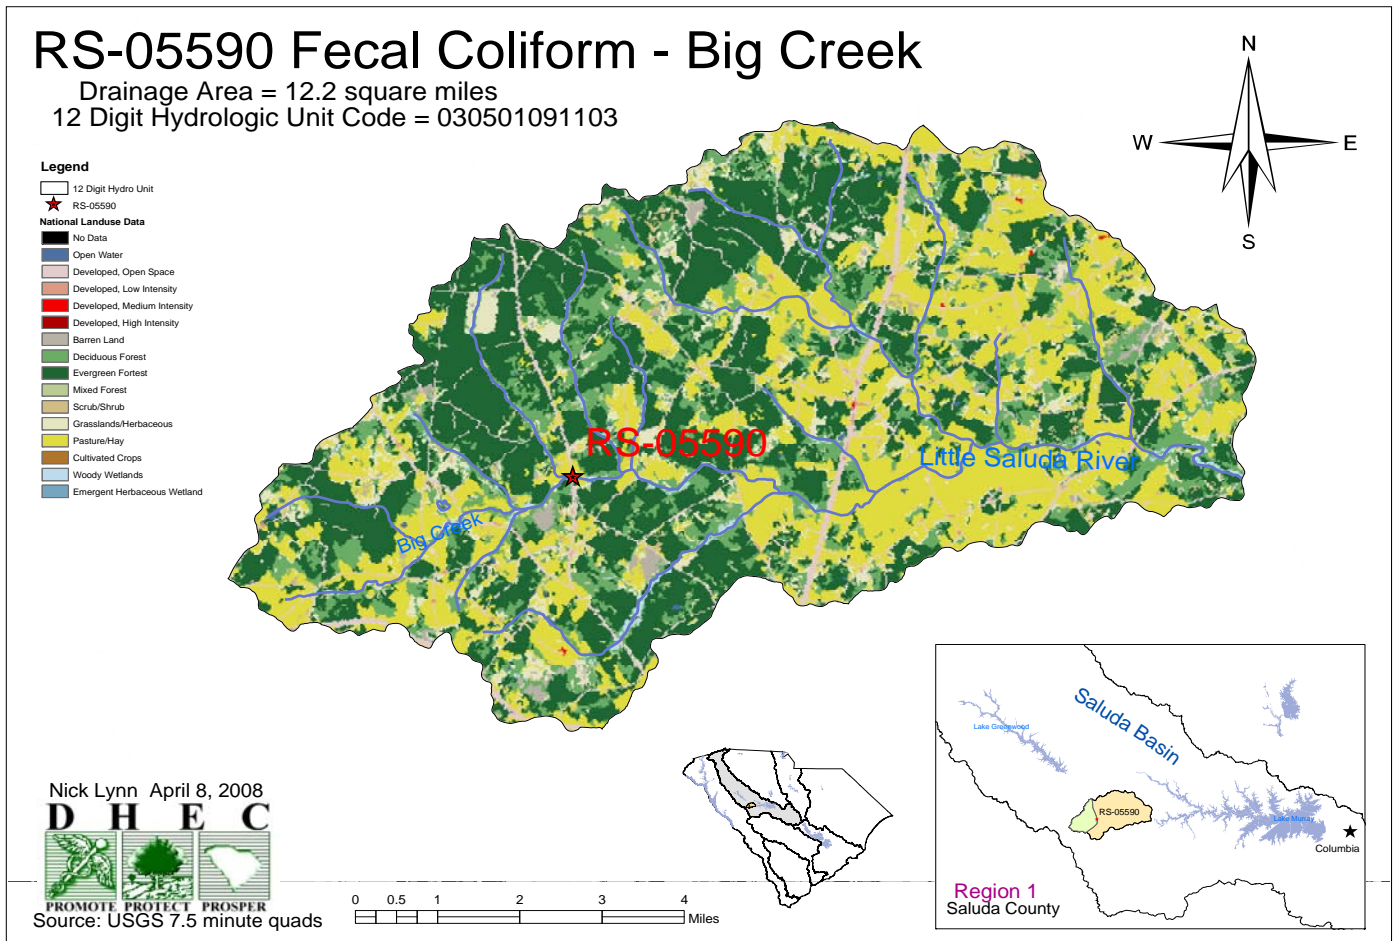 RS-05590 Fecal Coliform - Big Creek
Drainage Area = 12.2 square miles
12 Digit Hydrologic Unit Code = 030501091103
N
W
E
S
Legend
12 Digit Hydro Unit
RS-05590
National Landuse Data
No Data
Open Water
Developed, Open Space
Developed, Low Intensity
Developed, Medium Intensity
Developed, High Intensity
Barren Land
Deciduous Forest
Evergreen Fortest
Mixed Forest
Scrub/Shrub
Grasslands/Herbaceous
Pasture/Hay
Cultivated Crops
Woody Wetlands
Emergent Herbaceous Wetland
RS-05590
Little Saluda River
Big Creek
Saluda Basin
Lake Greenwood
RS-05590
Lake Murray
Columbia
Region 1
Saluda County
Nick Lynn April 8, 2008
D H E C
PROMOTE PROTECT PROSPER
Source: USGS 7.5 minute quads
0 0.5 1 2 3 4
Miles